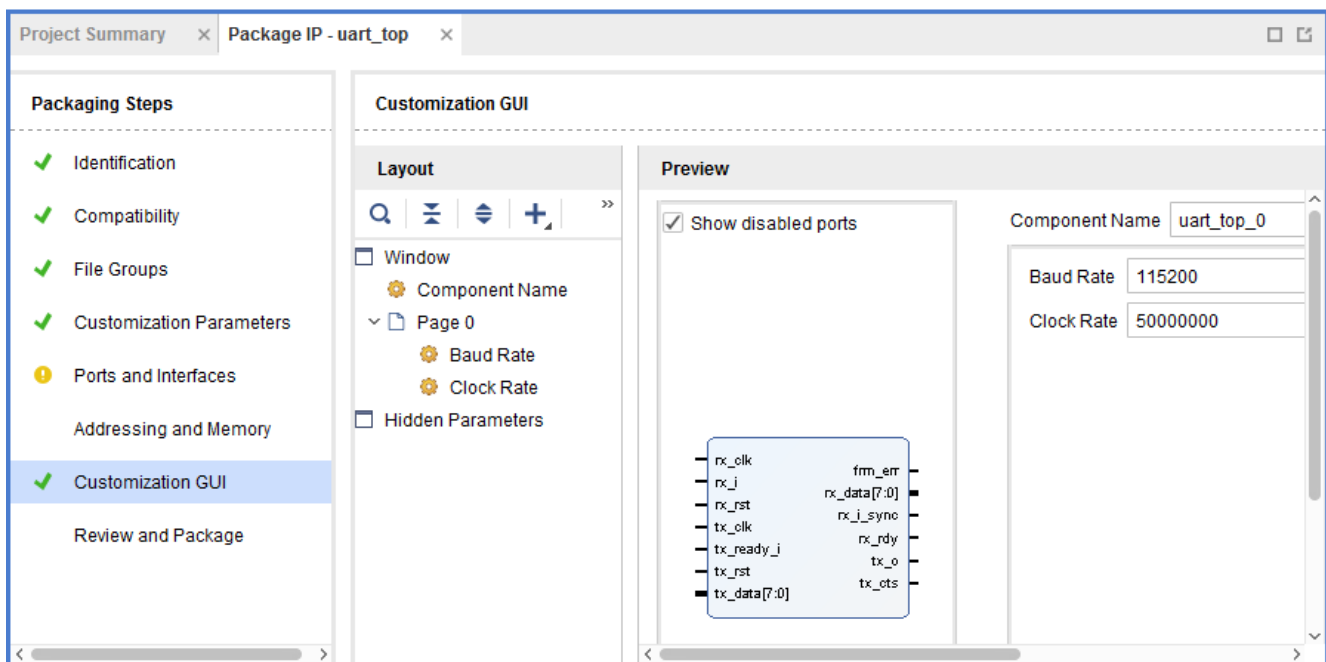 Project Summary
Package IP - uart_top
Packaging Steps
Identification
Compatibility
File Groups
Customization Parameters
Ports and Interfaces
Addressing and Memory
Customization GUI
Review and Package
Customization GUI
Layout
Window
Component Name
Page 0
Baud Rate
Clock Rate
Hidden Parameters
Preview
Show disabled ports
rx_clk
rx_i
rx_rst
tx_clk
tx_ready_i
tx_rst
tx_data[7:0]
frm_err
rx_data[7:0]
rx_i_sync
rx_rdy
tx_o
tx_cts
Component Name uart_top_0
Baud Rate 115200
Clock Rate 50000000